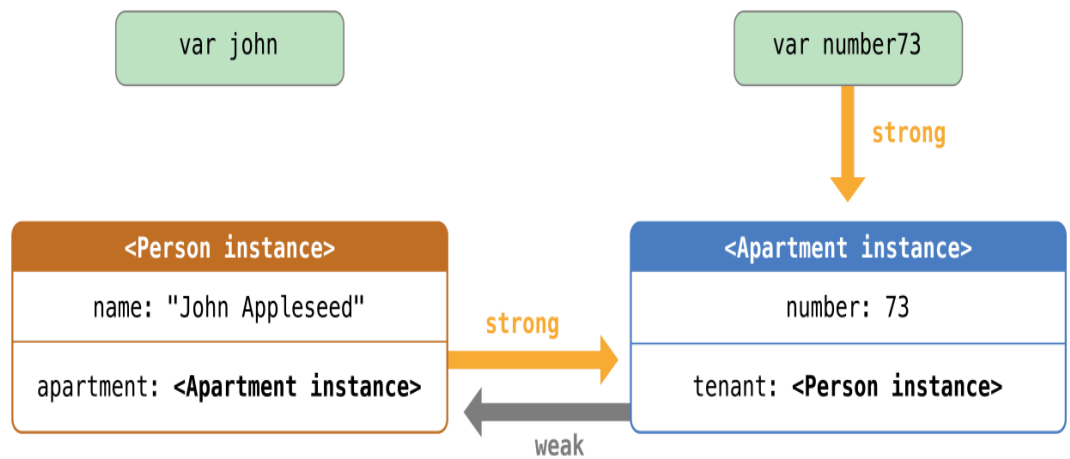 var john
var number73
strong
<Person instance>
<Apartment instance>
name: "John Appleseed"
number: 73
strong
apartment: <Apartment instance>
tenant: <Person instance>
weak